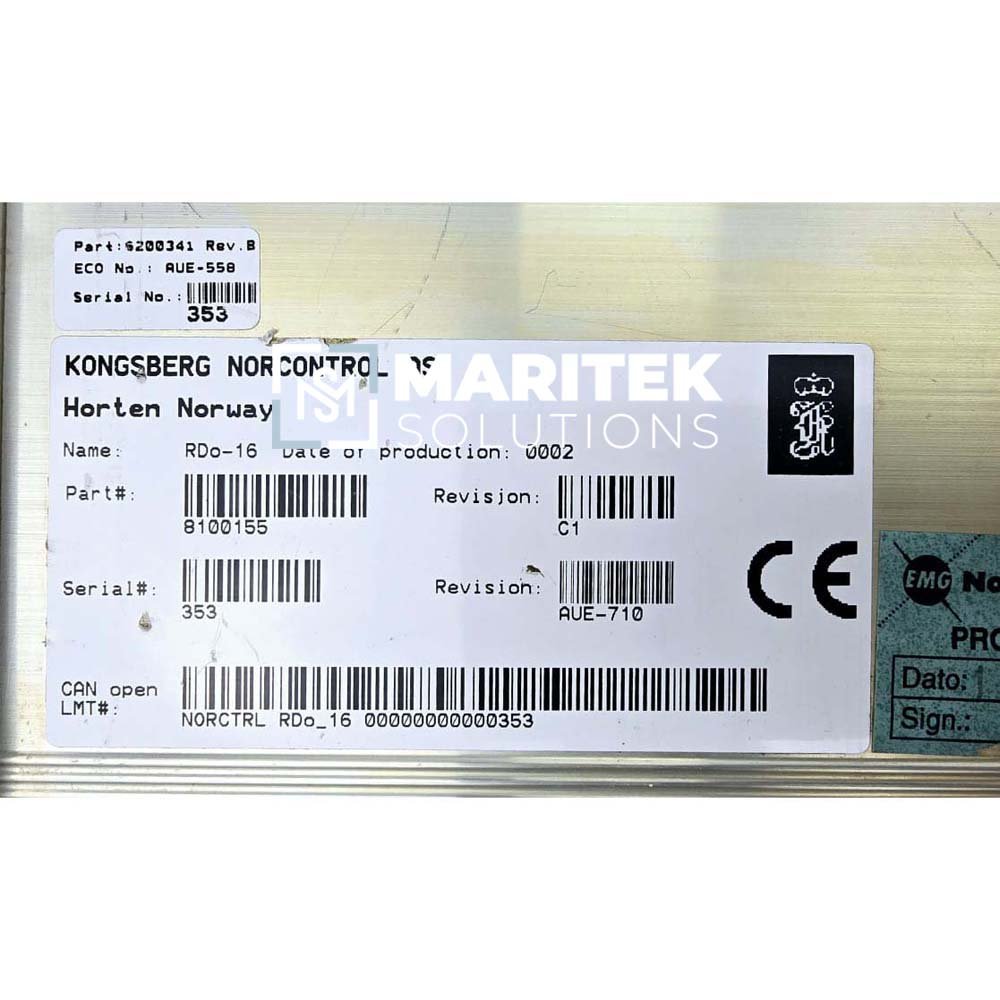 Part:6200341 Rev.B
ECO No.: AUE-558
Serial No.:
353
KONGSBERG NORCONTROL AS
MARITEK
SOLUTIONS
Horten Norway
Name: RDo-16 Date of production: 0002
Part#: Revisjon:
8100155 C1
Serial#: Revision:
353 AUE-710
CAN open
LMT#:
NORCTRL RDo_16 00000000000353
CE
EMG No
PRO
Dato:
Sign.: